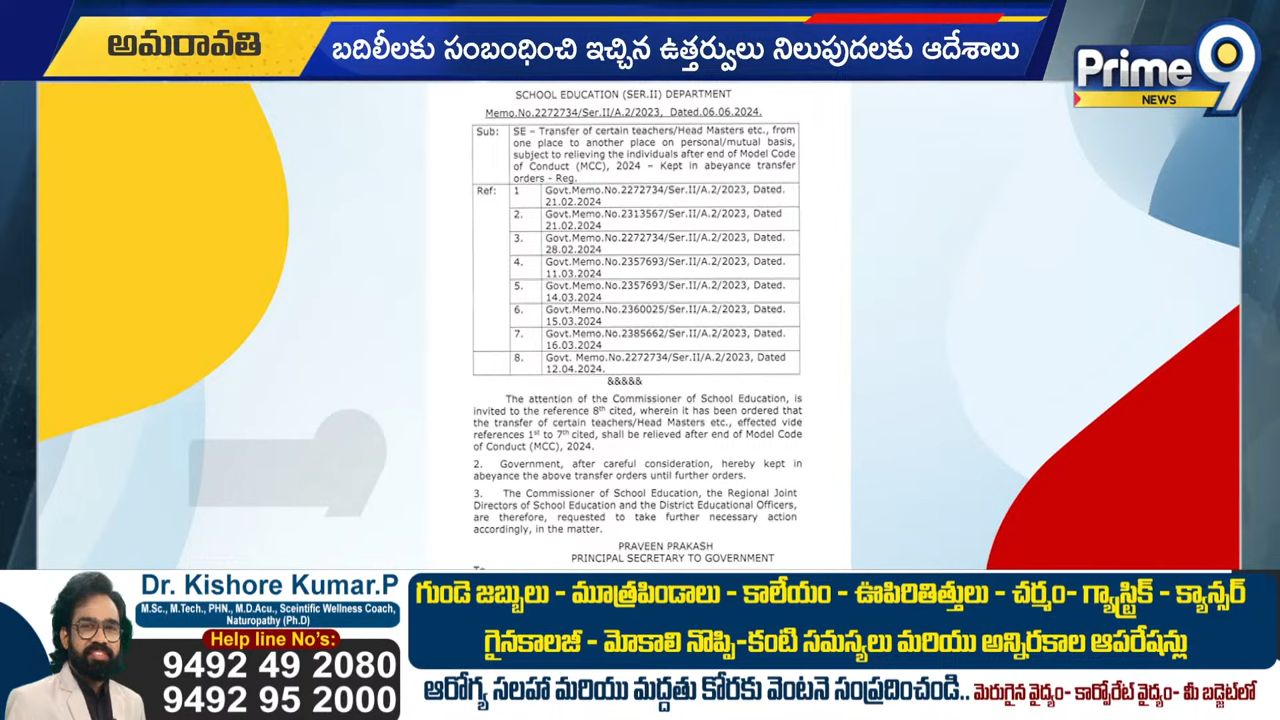 అమరావతి
బదిలీలకు సంబంధించి ఇచ్చిన ఉత్తర్వులు నిలుపుదలకు ఆదేశాలు
Prime9
NEWS
SCHOOL EDUCATION (SER.II) DEPARTMENT
Memo.No.2272734/Ser.II/A.2/2023, Dated.06.06.2024.
Sub: SE – Transfer of certain teachers/Head Masters etc., from
one place to another place on personal/mutual basis,
subject to relieving the individuals after end of Model Code
of Conduct (MCC), 2024 – Kept in abeyance transfer
orders - Reg.
Ref: 1 Govt.Memo.No.2272734/Ser.II/A.2/2023, Dated.
21.02.2024
2. Govt.Memo.No.2313567/Ser.II/A.2/2023, Dated
21.02.2024
3. Govt.Memo.No.2272734/Ser.II/A.2/2023, Dated.
28.02.2024
4. Govt.Memo.No.2357693/Ser.II/A.2/2023, Dated.
11.03.2024
5. Govt.Memo.No.2357693/Ser.II/A.2/2023, Dated.
14.03.2024
6. Govt.Memo.No.2360025/Ser.II/A.2/2023, Dated.
15.03.2024
7. Govt.Memo.No.2385662/Ser.II/A.2/2023, Dated.
16.03.2024
8. Govt. Memo.No.2272734/Ser.II/A.2/2023, Dated
12.04.2024.
&&&&&
The attention of the Commissioner of School Education, is
invited to the reference 8th cited, wherein it has been ordered that
the transfer of certain teachers/Head Masters etc., effected vide
references 1st to 7th cited, shall be relieved after end of Model Code
of Conduct (MCC), 2024.
2. Government, after careful consideration, hereby kept in
abeyance the above transfer orders until further orders.
3. The Commissioner of School Education, the Regional Joint
Directors of School Education and the District Educational Officers,
are therefore, requested to take further necessary action
accordingly, in the matter.
PRAVEEN PRAKASH
PRINCIPAL SECRETARY TO GOVERNMENT
Dr. Kishore Kumar.P
M.Sc., M.Tech., PHN., M.D.Acu., Sceintific Wellness Coach,
Naturopathy (Ph.D)
Help line No's:
9492 49 2080
9492 95 2000
గుండె జబ్బులు - మూత్రపిండాలు - కాలేయం - ఊపిరితిత్తులు - చర్మం- గ్యాస్ట్రిక్ - క్యాన్సర్
గైనకాలజీ - మోకాలి నొప్పి-కంటి సమస్యలు మరియు అన్నిరకాల ఆపరేషన్లు
ఆరోగ్య సలహా మరియు మద్దతు కోరకు వెంటనే సంప్రదించండి.. మెరుగైన వైద్యం- కార్పోరేట్ వైద్యం- మీ బడ్జెట్‌లో